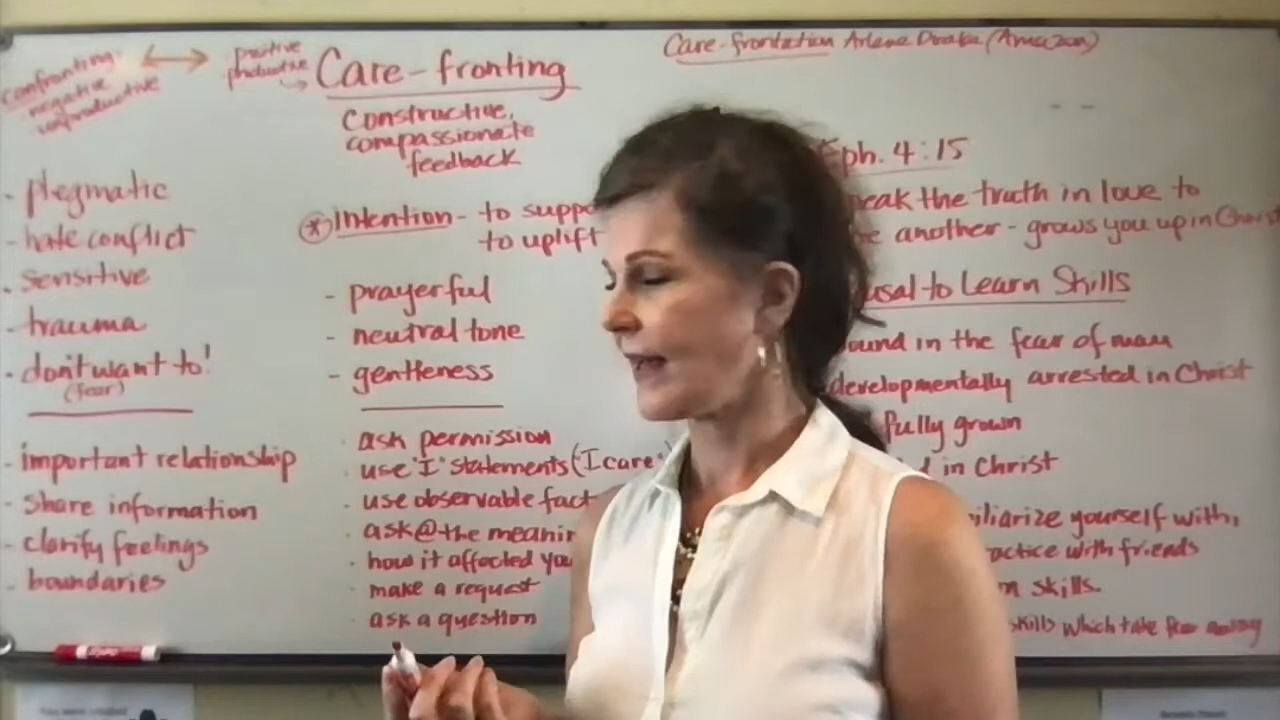 confronting
negative
unproductive
positive
productive
Care-fronting
Constructive,
compassionate
feedback
Care-frontation Arlene
(Amazon)
- phegmatic
- hate conflict
. sensitive
- trauma
. don't want to!
(fear)
- important relationship
- share information
- clarify feelings
- boundaries
* Intention - to suppo
to uplift
- prayerful
- neutral tone
- gentleness
. ask permission
. use "I" statements ("I care"
. use observable fact
. ask @ the meanin
. how it affected you
. make a request
. ask a question
Eph. 4:15
eak the truth in love to
e another - grows you up in Christ
usal to Learn Skills
ound in the fear of man
developmentally arrested in Christ
fully grown
d in Christ
iliarize yourself with,
actice with friends
n skills.
skills which take fear away
EXPO